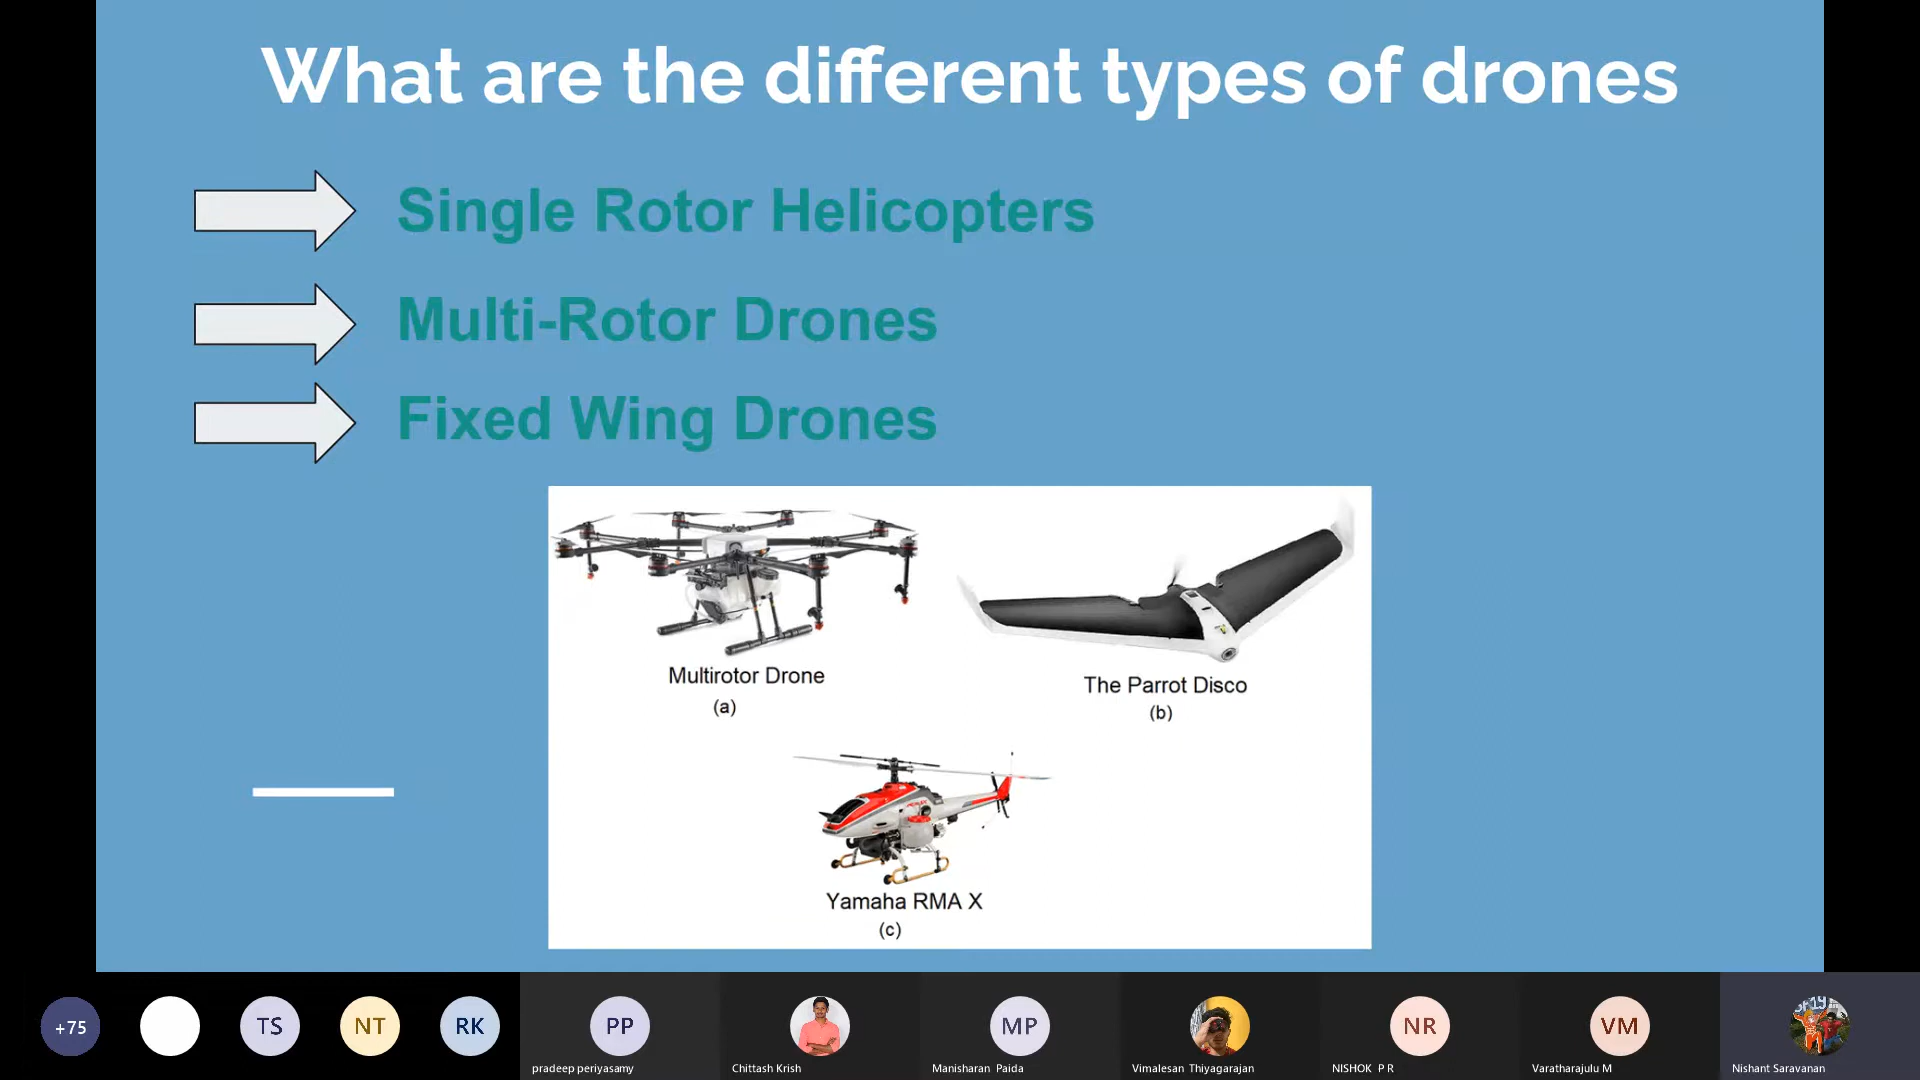 What are the different types of drones
Single Rotor Helicopters
Multi-Rotor Drones
Fixed Wing Drones
Multirotor Drone
(a)
The Parrot Disco
(b)
Yamaha RMA X
(c)
+75
TS
NT
RK
PP
MP
NR
VM
pradeep periyasamy
Chittash Krish
Manisharan Paida
Vimalesan Thiyagarajan
NISHOK P R
Varatharajulu M
Nishant Saravanan